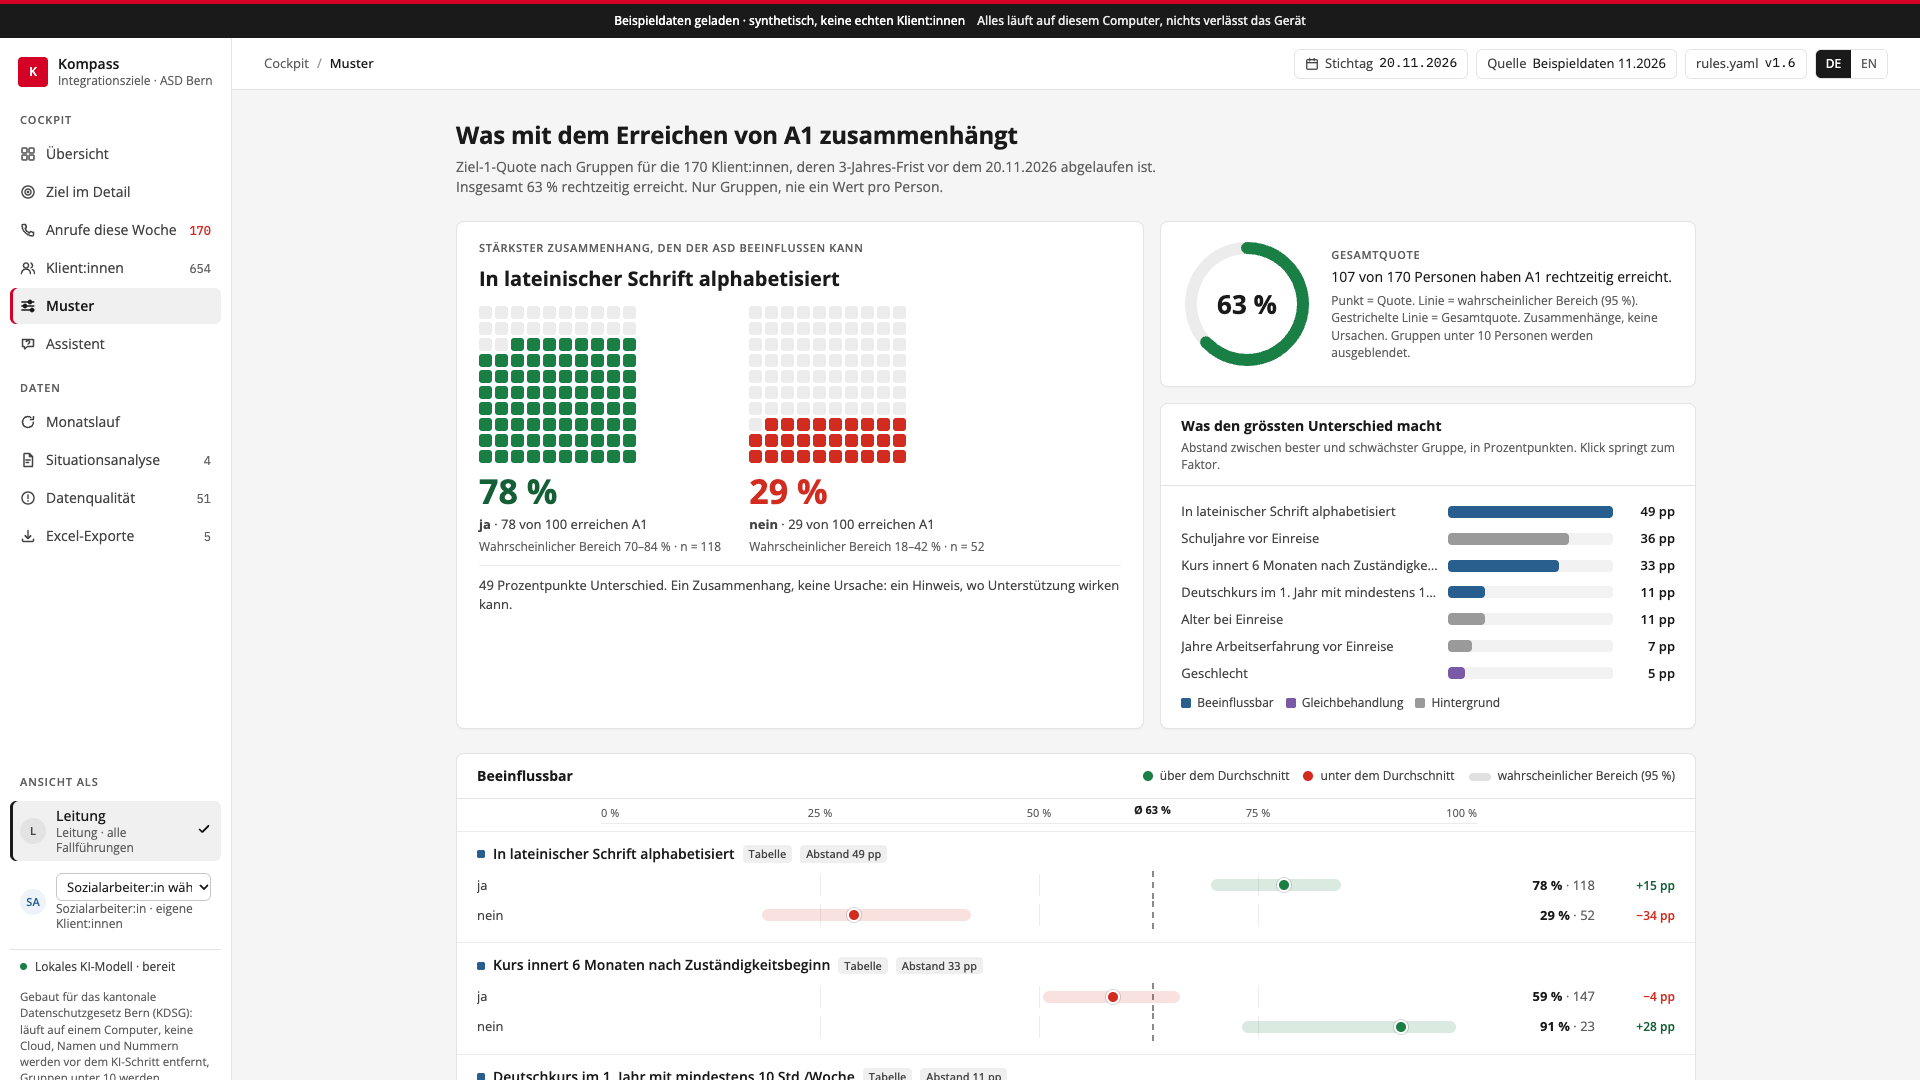 Beispieldaten geladen · synthetisch, keine echten Klient:innen Alles läuft auf diesem Computer, nichts verlässt das Gerät
K
Kompass
Integrationsziele · ASD Bern
Cockpit / Muster
Stichtag 20.11.2026
Quelle Beispieldaten 11.2026
rules.yaml v1.6
DE EN
COCKPIT
Übersicht
Ziel im Detail
Anrufe diese Woche 170
Klient:innen 654
Muster
Assistent
DATEN
Monatslauf
Situationsanalyse 4
Datenqualität 51
Excel-Exporte 5
ANSICHT ALS
L
Leitung
Leitung · alle
Fallführungen
SA
Sozialarbeiter:in wäh
Sozialarbeiter:in · eigene
Klient:innen
Lokales KI-Modell · bereit
Gebaut für das kantonale
Datenschutzgesetz Bern (KDSG):
läuft auf einem Computer, keine
Cloud, Namen und Nummern
werden vor dem KI-Schritt entfernt,
Gruppen unter 10 werden
Was mit dem Erreichen von A1 zusammenhängt
Ziel-1-Quote nach Gruppen für die 170 Klient:innen, deren 3-Jahres-Frist vor dem 20.11.2026 abgelaufen ist.
Insgesamt 63 % rechtzeitig erreicht. Nur Gruppen, nie ein Wert pro Person.
STÄRKSTER ZUSAMMENHANG, DEN DER ASD BEEINFLUSSEN KANN
In lateinischer Schrift alphabetisiert
78 %
ja · 78 von 100 erreichen A1
Wahrscheinlicher Bereich 70–84 % · n = 118
29 %
nein · 29 von 100 erreichen A1
Wahrscheinlicher Bereich 18–42 % · n = 52
49 Prozentpunkte Unterschied. Ein Zusammenhang, keine Ursache: ein Hinweis, wo Unterstützung wirken
kann.
63 %
GESAMTQUOTE
107 von 170 Personen haben A1 rechtzeitig erreicht.
Punkt = Quote. Linie = wahrscheinlicher Bereich (95 %).
Gestrichelte Linie = Gesamtquote. Zusammenhänge, keine
Ursachen. Gruppen unter 10 Personen werden
ausgeblendet.
Was den grössten Unterschied macht
Abstand zwischen bester und schwächster Gruppe, in Prozentpunkten. Klick springt zum
Faktor.
In lateinischer Schrift alphabetisiert 49 pp
Schuljahre vor Einreise 36 pp
Kurs innert 6 Monaten nach Zuständigke... 33 pp
Deutschkurs im 1. Jahr mit mindestens 1... 11 pp
Alter bei Einreise 11 pp
Jahre Arbeitserfahrung vor Einreise 7 pp
Geschlecht 5 pp
Beeinflussbar Gleichbehandlung Hintergrund
Beeinflussbar
über dem Durchschnitt unter dem Durchschnitt wahrscheinlicher Bereich (95 %)
0 % 25 % 50 % Ø 63 % 75 % 100 %
In lateinischer Schrift alphabetisiert Tabelle Abstand 49 pp
ja 78 % · 118 +15 pp
nein 29 % · 52 −34 pp
Kurs innert 6 Monaten nach Zuständigkeitsbeginn Tabelle Abstand 33 pp
ja 59 % · 147 −4 pp
nein 91 % · 23 +28 pp
Deutschkurs im 1. Jahr mit mindestens 10 Std./Woche Tabelle Abstand 11 pp